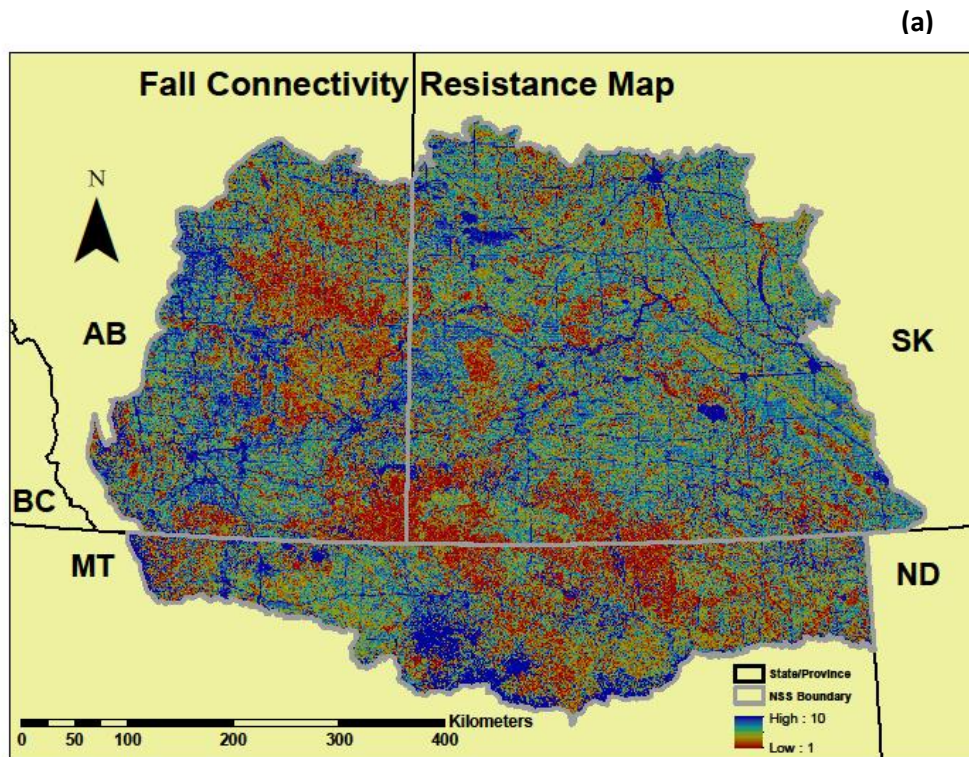 (a)
Fall Connectivity Resistance Map
N
AB
SK
BC
MT
ND
State/Province
NSS Boundary
High : 10
Low : 1
Kilometers
0 50 100 200 300 400